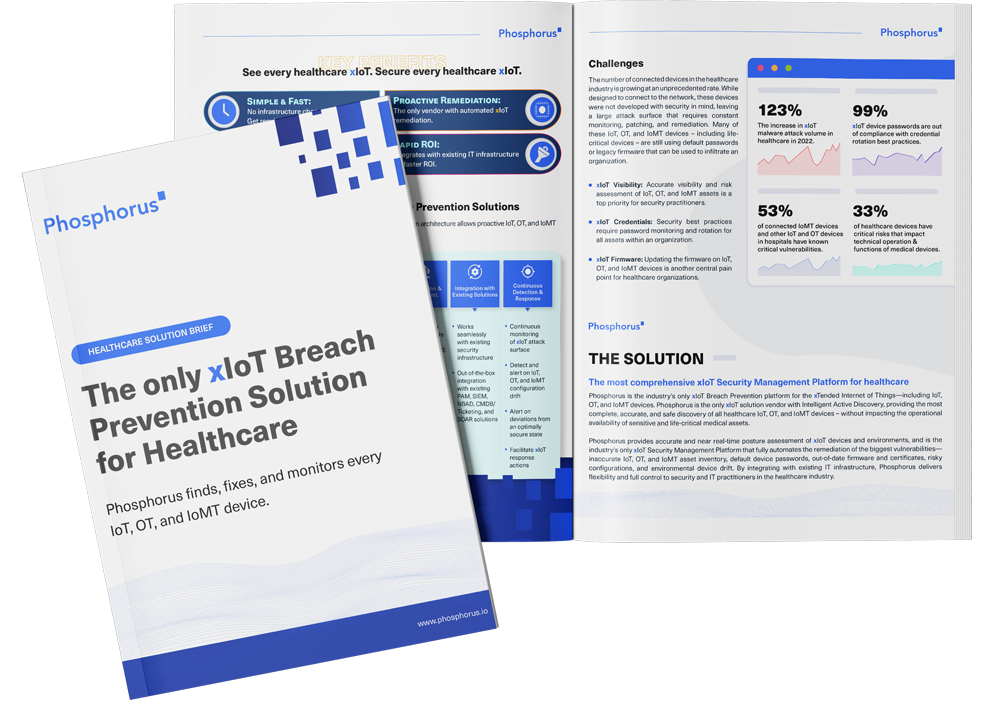 Phosphorus
HEALTHCARE SOLUTION BRIEF
The only xIoT Breach
Prevention Solution
for Healthcare
Phosphorus finds, fixes, and monitors every
IoT, OT, and IoMT device.
www.phosphorus.io
Phosphorus
KEY BENEFITS
See every healthcare xIoT. Secure every healthcare xIoT.
SIMPLE & FAST:
No infrastructure
PROACTIVE REMEDIATION:
The only vendor with automated xIoT
remediation.
RAPID ROI:
with existing IT infrastructure
faster ROI.
Prevention Solutions
architecture allows proactive IoT, OT, and IoMT
Integration with
Existing Solutions
Works
seamlessly
with existing
security
infrastructure
Out-of-the-box
integration
with existing
PAM, SIEM,
NBAD, CMDB/
Ticketing, and
SOAR solutions
Continuous
Detection &
Response
Continuous
monitoring
of xIoT attack
surface
Detect and
alert on IoT,
OT, and IoMT
configuration
drift
Alert on
deviations from
an optimally
secure state
Facilitate xIoT
response
actions
Phosphorus
Challenges
The number of connected devices in the healthcare
industry is growing at an unprecedented rate. While
designed to connect to the network, these devices
were not developed with security in mind, leaving
a large attack surface that requires constant
monitoring, patching, and remediation. Many of
these IoT, OT, and IoMT devices – including life-
critical devices – are still using default passwords
or legacy firmware that can be used to infiltrate an
organization.
xIoT Visibility: Accurate visibility and risk
assessment of IoT, OT, and IoMT assets is a
top priority for security practitioners.
xIoT Credentials: Security best practices
require password monitoring and rotation for
all assets within an organization.
xIoT Firmware: Updating the firmware on IoT,
OT, and IoMT devices is another central pain
point for healthcare organizations.
123%
The increase in xIoT
malware attack volume in
healthcare in 2022.
99%
xIoT device passwords are out
of compliance with credential
rotation best practices.
53%
of connected IoMT devices
and other IoT and OT devices
in hospitals have known
critical vulnerabilities.
33%
of healthcare devices have
critical risks that impact
technical operation &
functions of medical devices.
Phosphorus
THE SOLUTION
The most comprehensive xIoT Security Management Platform for healthcare
Phosphorus is the industry's only xIoT Breach Prevention platform for the xTended Internet of Things—including IoT,
OT, and IoMT devices. Phosphorus is the only xIoT solution vendor with Intelligent Active Discovery, providing the most
complete, accurate, and safe discovery of all healthcare IoT, OT, and IoMT devices – without impacting the operational
availability of sensitive and life-critical medical assets.
Phosphorus provides accurate and near real-time posture assessment of xIoT devices and environments, and is the
industry's only xIoT Security Management Platform that fully automates the remediation of the biggest vulnerabilities—
inaccurate IoT, OT, and IoMT asset inventory, default device passwords, out-of-date firmware and certificates, risky
configurations, and environmental device drift. By integrating with existing IT infrastructure, Phosphorus delivers
flexibility and full control to security and IT practitioners in the healthcare industry.